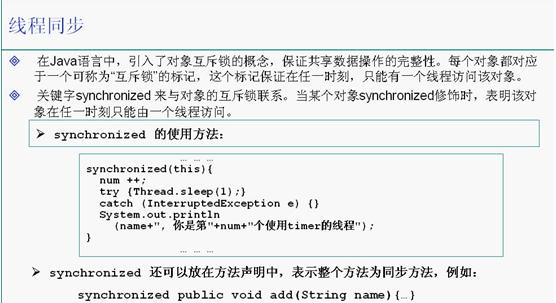 线程同步
在Java语言中，引入了对象互斥锁的概念，保证共享数据操作的完整性。每个对象都对应
于一个可称为“互斥锁”的标记，这个标记保证在任一时刻，只能有一个线程访问该对象。
关键字synchronized 来与对象的互斥锁联系。当某个对象synchronized修饰时，表明该对
象在任一时刻只能由一个线程访问。
synchronized 的使用方法：
… … …
synchronized(this){
num ++;
try {Thread.sleep(1);}
catch (InterruptedException e) {}
System.out.println
(name+", 你是第"+num+"个使用timer的线程");
}
… … …
synchronized 还可以放在方法声明中，表示整个方法为同步方法，例如：
synchronized public void add(String name){…}